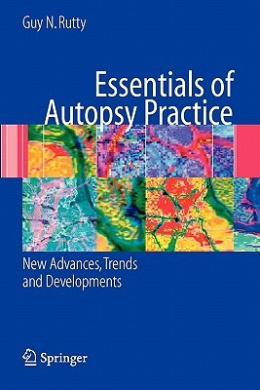 Guy N. Rutty
Essentials of
Autopsy Practice
New Advances, Trends
and Developments
Springer